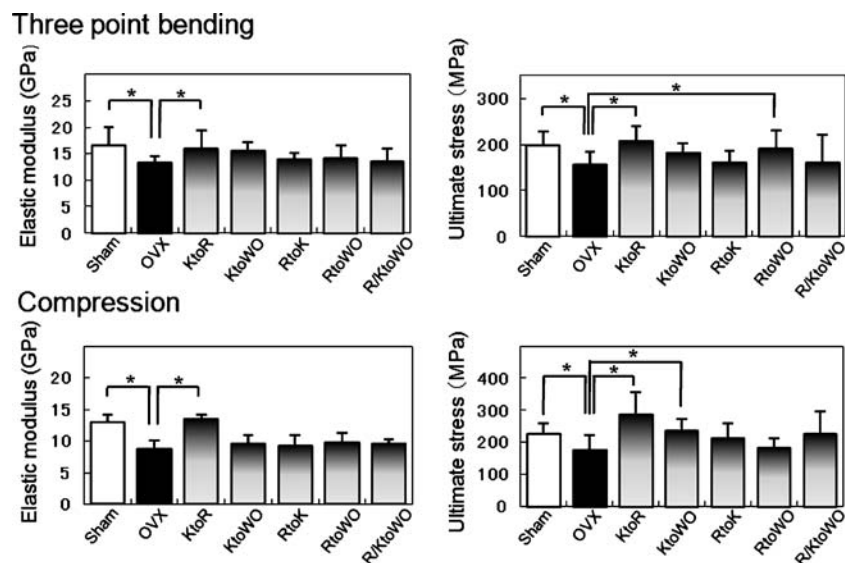 Three point bending
Elastic modulus (GPa)
25
20
15
10
5
0
*
*
Sham
OVX
KtoR
KtoWO
RtoK
RtoWO
R/KtoWO
Ultimate stress (MPa)
300
200
100
0
*
*
*
Sham
OVX
KtoR
KtoWO
RtoK
RtoWO
R/KtoWO
Compression
Elastic modulus (GPa)
20
15
10
5
0
*
*
Sham
OVX
KtoR
KtoWO
RtoK
RtoWO
R/KtoWO
Ultimate stress (MPa)
400
300
200
100
0
*
*
*
Sham
OVX
KtoR
KtoWO
RtoK
RtoWO
R/KtoWO